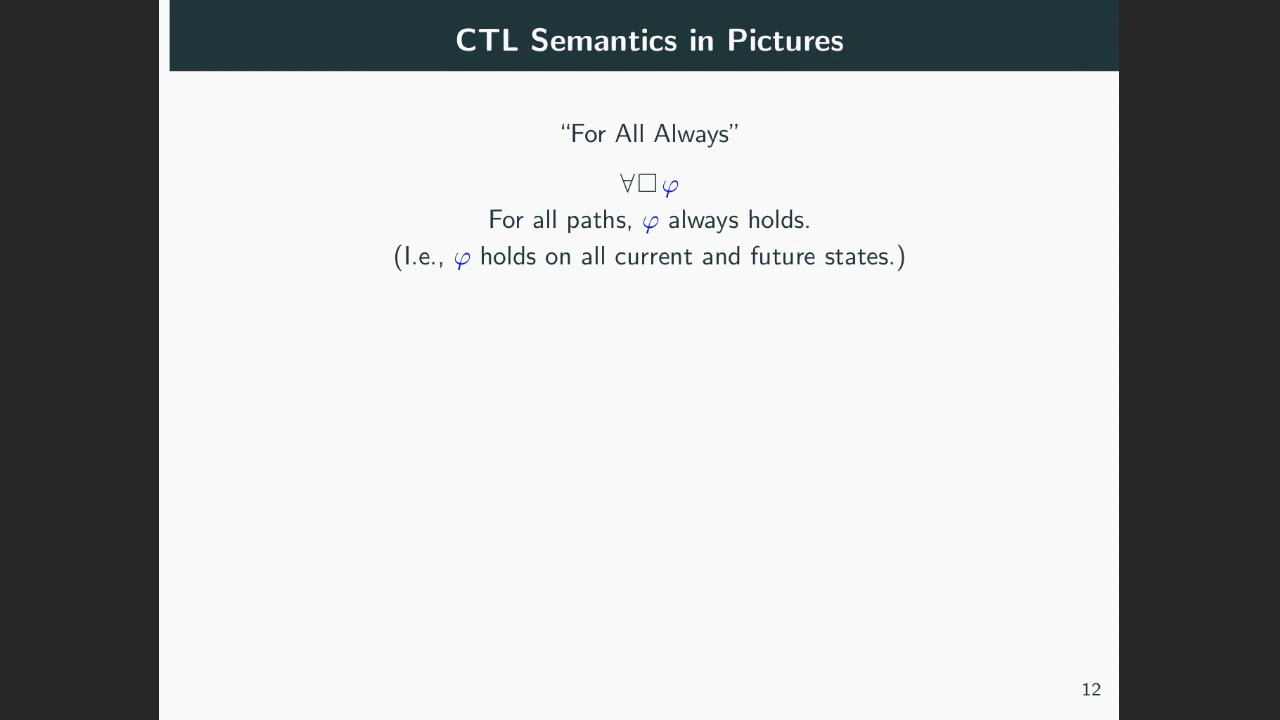 CTL Semantics in Pictures
“For All Always”
∀□φ
For all paths, φ always holds.
(I.e., φ holds on all current and future states.)
12